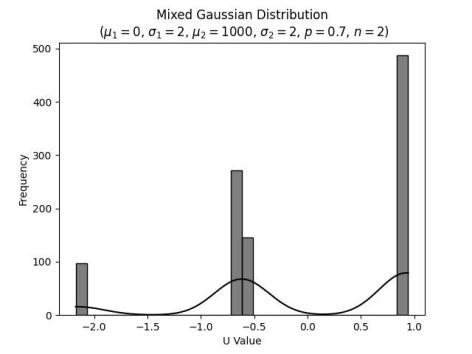 Mixed Gaussian Distribution
(μ₁ = 0, σ₁ = 2, μ₂ = 1000, σ₂ = 2, p = 0.7, n = 2)
500
400
300
200
100
0
Frequency
−2.0 −1.5 −1.0 −0.5 0.0 0.5 1.0
U Value